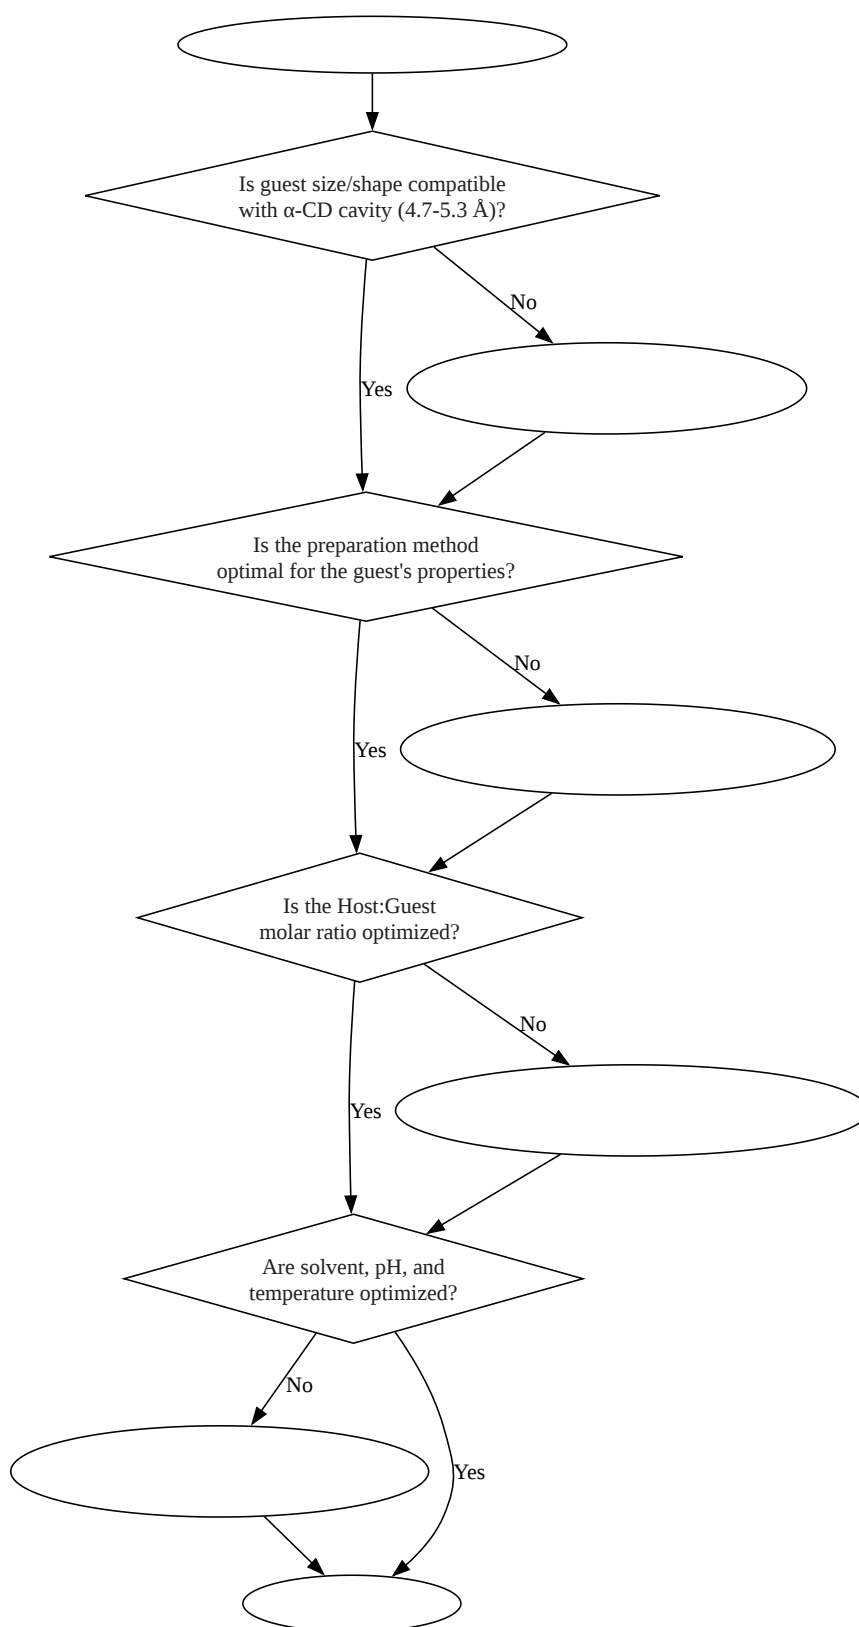 Is guest size/shape compatible
with α-CD cavity (4.7-5.3 Å)?
No
Yes
Is the preparation method
optimal for the guest's properties?
No
Yes
Is the Host:Guest
molar ratio optimized?
No
Yes
Are solvent, pH, and
temperature optimized?
No
Yes